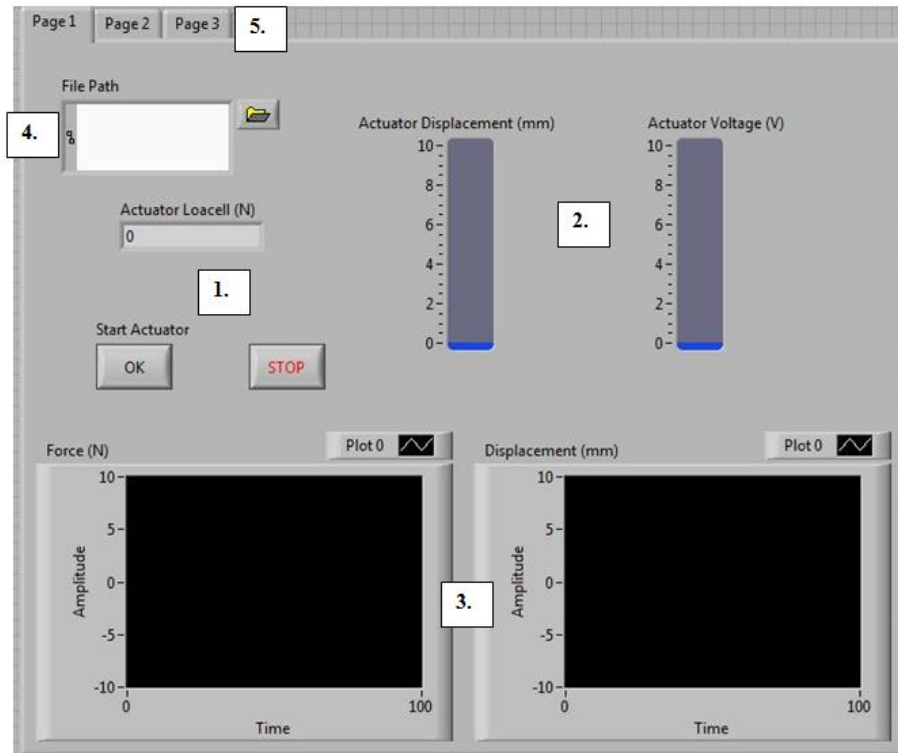 Page 1 Page 2 Page 3 5.
File Path
4.
Actuator Loacell (N)
0
1.
Start Actuator
OK STOP
Actuator Displacement (mm)
10
8
6
4
2
0
2.
Actuator Voltage (V)
10
8
6
4
2
0
Force (N) Plot 0
10
5
0
-5
-10
Amplitude
0 100
Time
3.
Displacement (mm) Plot 0
10
5
0
-5
-10
Amplitude
0 100
Time